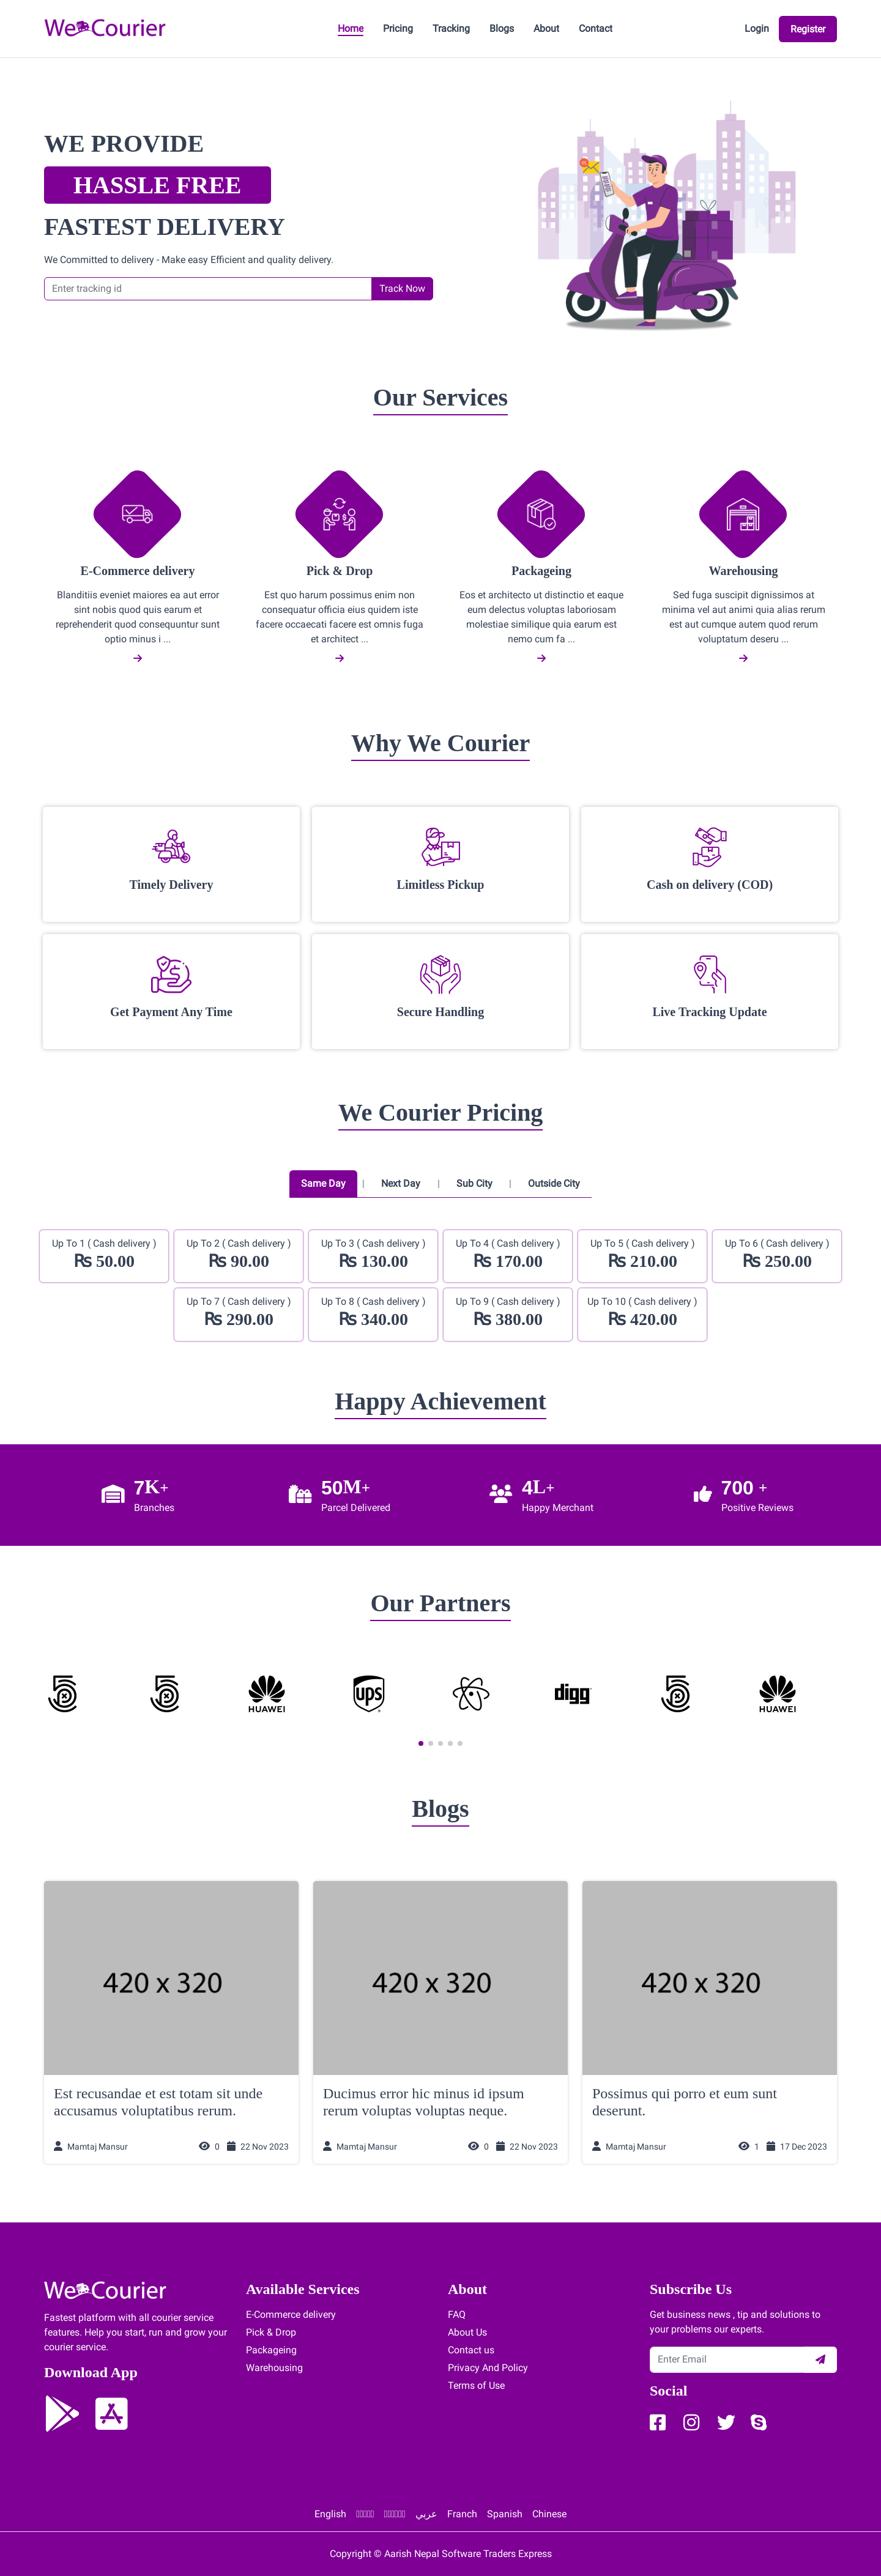 We Courier
Home Pricing Tracking Blogs About Contact
Login Register
WE PROVIDE
HASSLE FREE
FASTEST DELIVERY
We Committed to delivery - Make easy Efficient and quality delivery.
Enter tracking id Track Now
Our Services
E-Commerce delivery
Blanditiis eveniet maiores ea aut error
sint nobis quod quis earum et
reprehenderit quod consequuntur sunt
optio minus i ...
Pick & Drop
Est quo harum possimus enim non
consequatur officia eius quidem iste
facere occaecati facere est omnis fuga
et architect ...
Packageing
Eos et architecto ut distinctio et eaque
eum delectus voluptas laboriosam
molestiae similique quia earum est
nemo cum fa ...
Warehousing
Sed fuga suscipit dignissimos at
minima vel aut animi quia alias rerum
est aut cumque autem quod rerum
voluptatum deseru ...
Why We Courier
Timely Delivery
Limitless Pickup
Cash on delivery (COD)
Get Payment Any Time
Secure Handling
Live Tracking Update
We Courier Pricing
Same Day | Next Day | Sub City | Outside City
Up To 1 ( Cash delivery )
₨ 50.00
Up To 2 ( Cash delivery )
₨ 90.00
Up To 3 ( Cash delivery )
₨ 130.00
Up To 4 ( Cash delivery )
₨ 170.00
Up To 5 ( Cash delivery )
₨ 210.00
Up To 6 ( Cash delivery )
₨ 250.00
Up To 7 ( Cash delivery )
₨ 290.00
Up To 8 ( Cash delivery )
₨ 340.00
Up To 9 ( Cash delivery )
₨ 380.00
Up To 10 ( Cash delivery )
₨ 420.00
Happy Achievement
7K+
Branches
50M+
Parcel Delivered
4L+
Happy Merchant
700 +
Positive Reviews
Our Partners
HUAWEI
ups
digg
HUAWEI
Blogs
420 x 320
Est recusandae et est totam sit unde
accusamus voluptatibus rerum.
Mamtaj Mansur 0 22 Nov 2023
420 x 320
Ducimus error hic minus id ipsum
rerum voluptas voluptas neque.
Mamtaj Mansur 0 22 Nov 2023
420 x 320
Possimus qui porro et eum sunt
deserunt.
Mamtaj Mansur 1 17 Dec 2023
We Courier
Fastest platform with all courier service
features. Help you start, run and grow your
courier service.
Download App
Available Services
E-Commerce delivery
Pick & Drop
Packageing
Warehousing
About
FAQ
About Us
Contact us
Privacy And Policy
Terms of Use
Subscribe Us
Get business news , tip and solutions to
your problems our experts.
Enter Email
Social
English عربي Franch Spanish Chinese
Copyright © Aarish Nepal Software Traders Express